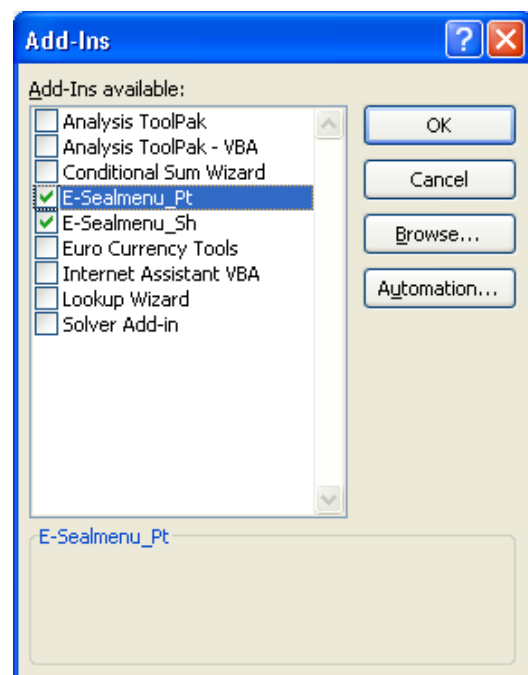 Add-Ins
Add-Ins available:
Analysis ToolPak
Analysis ToolPak - VBA
Conditional Sum Wizard
E-Sealmenu_Pt
E-Sealmenu_Sh
Euro Currency Tools
Internet Assistant VBA
Lookup Wizard
Solver Add-in
OK
Cancel
Browse...
Automation...
E-Sealmenu_Pt